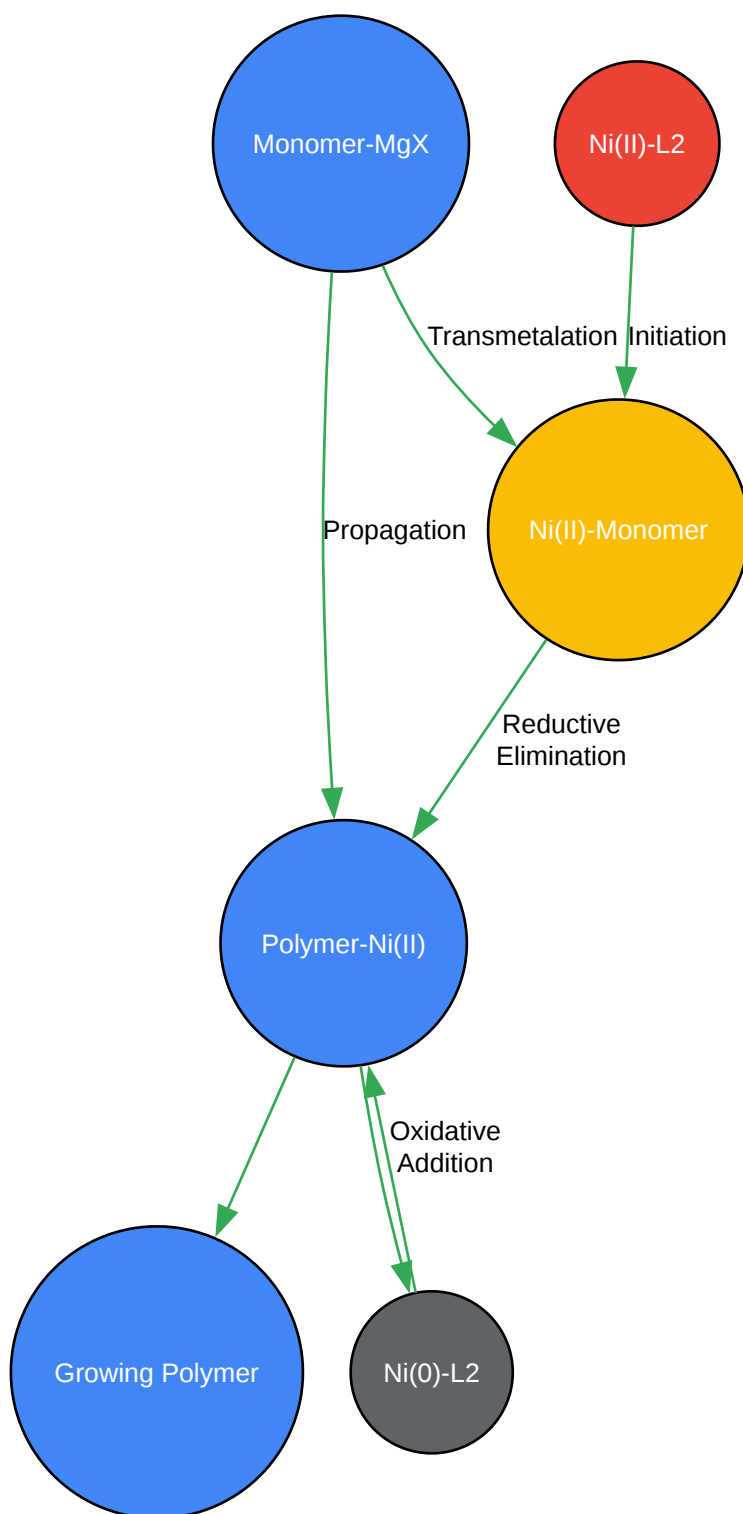 Monomer-MgX
Ni(II)-L2
Transmetalation
Initiation
Propagation
Ni(II)-Monomer
Reductive
Elimination
Polymer-Ni(II)
Oxidative
Addition
Growing Polymer
Ni(0)-L2